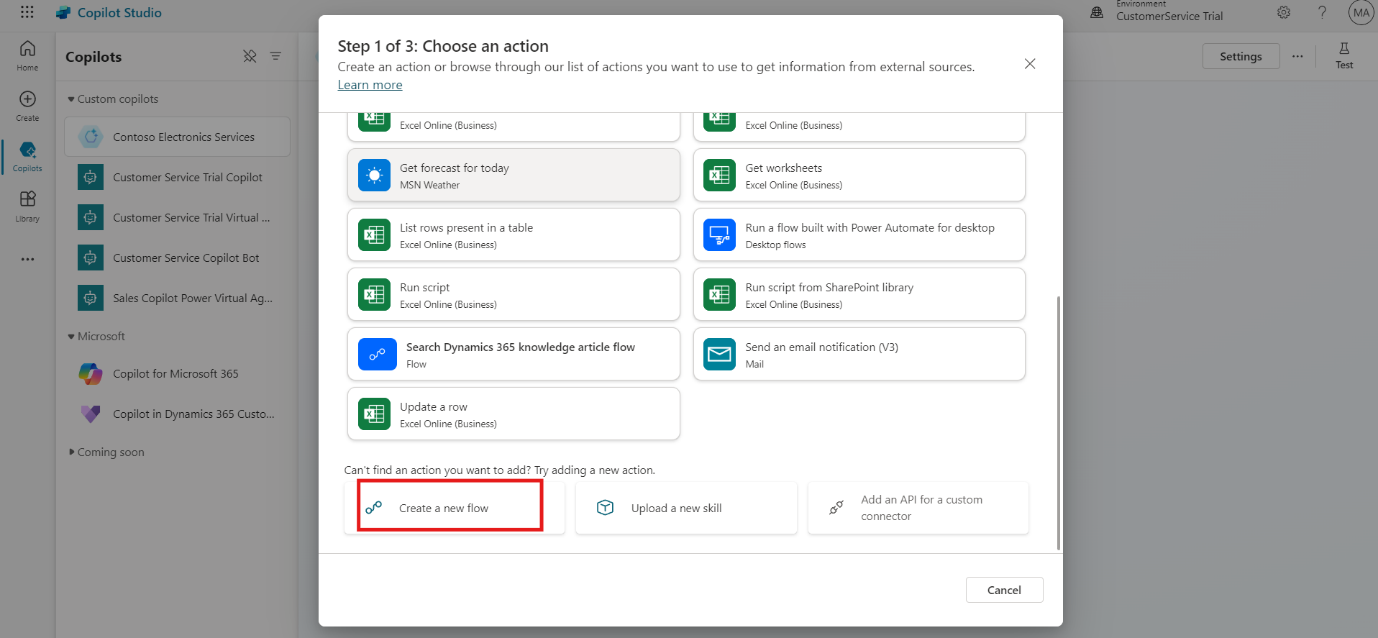 Copilot Studio
Environment
CustomerService Trial
MA
Home
Create
Copilots
Library
Copilots
Custom copilots
Contoso Electronics Services
Customer Service Trial Copilot
Customer Service Trial Virtual ...
Customer Service Copilot Bot
Sales Copilot Power Virtual Ag...
Microsoft
Copilot for Microsoft 365
Copilot in Dynamics 365 Custo...
Coming soon
Settings
Test
Step 1 of 3: Choose an action
Create an action or browse through our list of actions you want to use to get information from external sources.
Learn more
Excel Online (Business)
Excel Online (Business)
Get forecast for today
MSN Weather
Get worksheets
Excel Online (Business)
List rows present in a table
Excel Online (Business)
Run a flow built with Power Automate for desktop
Desktop flows
Run script
Excel Online (Business)
Run script from SharePoint library
Excel Online (Business)
Search Dynamics 365 knowledge article flow
Flow
Send an email notification (V3)
Mail
Update a row
Excel Online (Business)
Can't find an action you want to add? Try adding a new action.
Create a new flow
Upload a new skill
Add an API for a custom
connector
Cancel